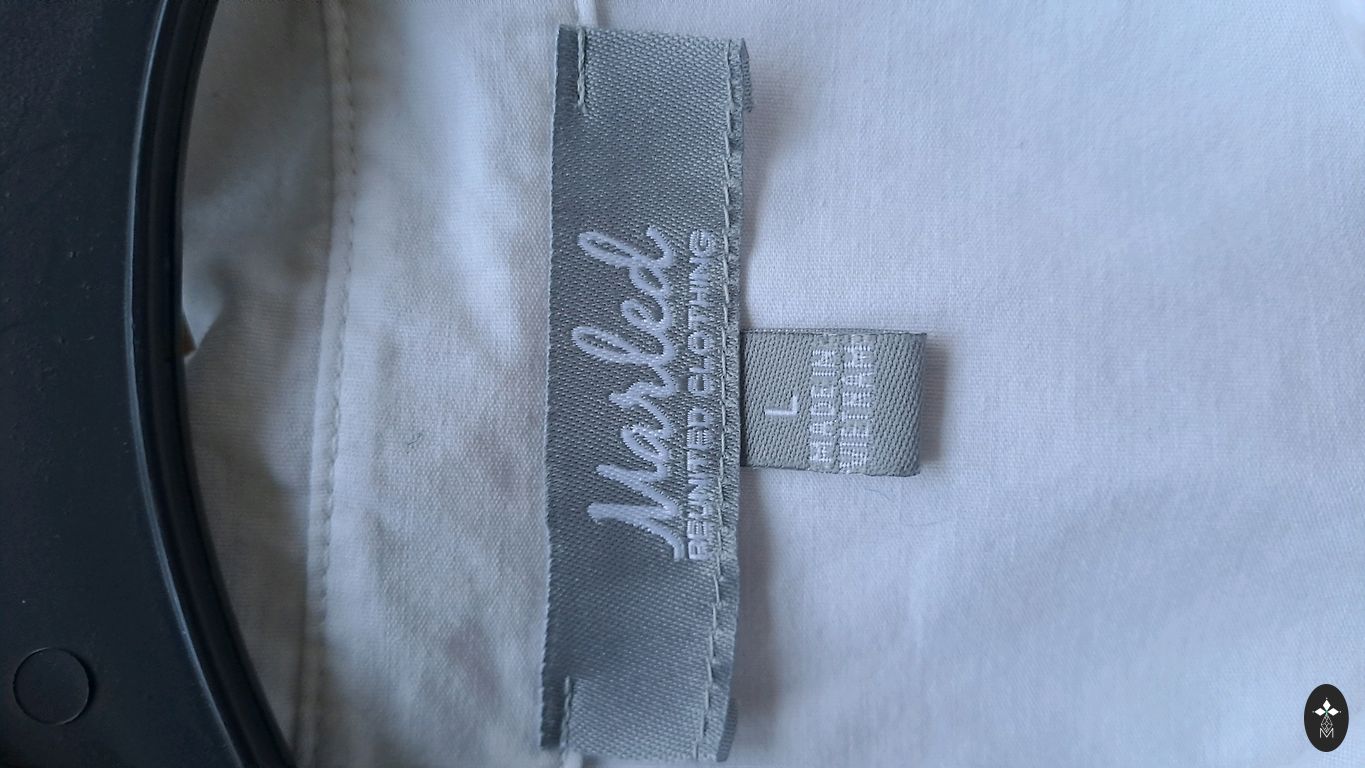 Marled
REUNITED CLOTHING
L
MADE IN
VIETNAM
M